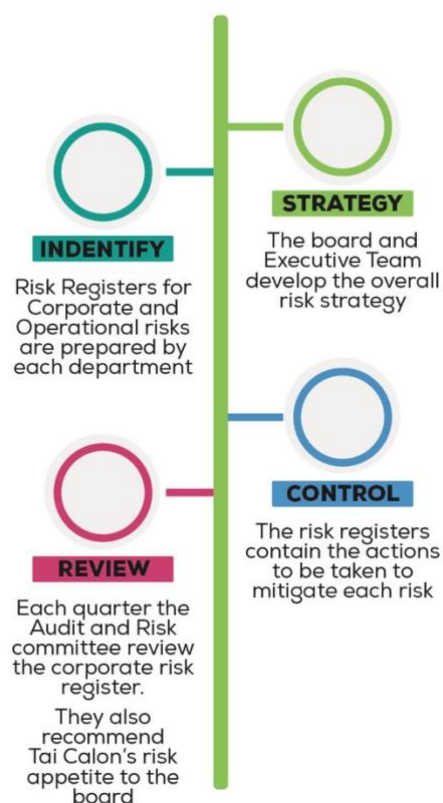 STRATEGY
The board and
Executive Team
develop the overall
risk strategy
INDENTIFY
Risk Registers for
Corporate and
Operational risks
are prepared by
each department
CONTROL
The risk registers
contain the actions
to be taken to
mitigate each risk
REVIEW
Each quarter the
Audit and Risk
committee review
the corporate risk
register.
They also
recommend
Tai Calon's risk
appetite to the
board